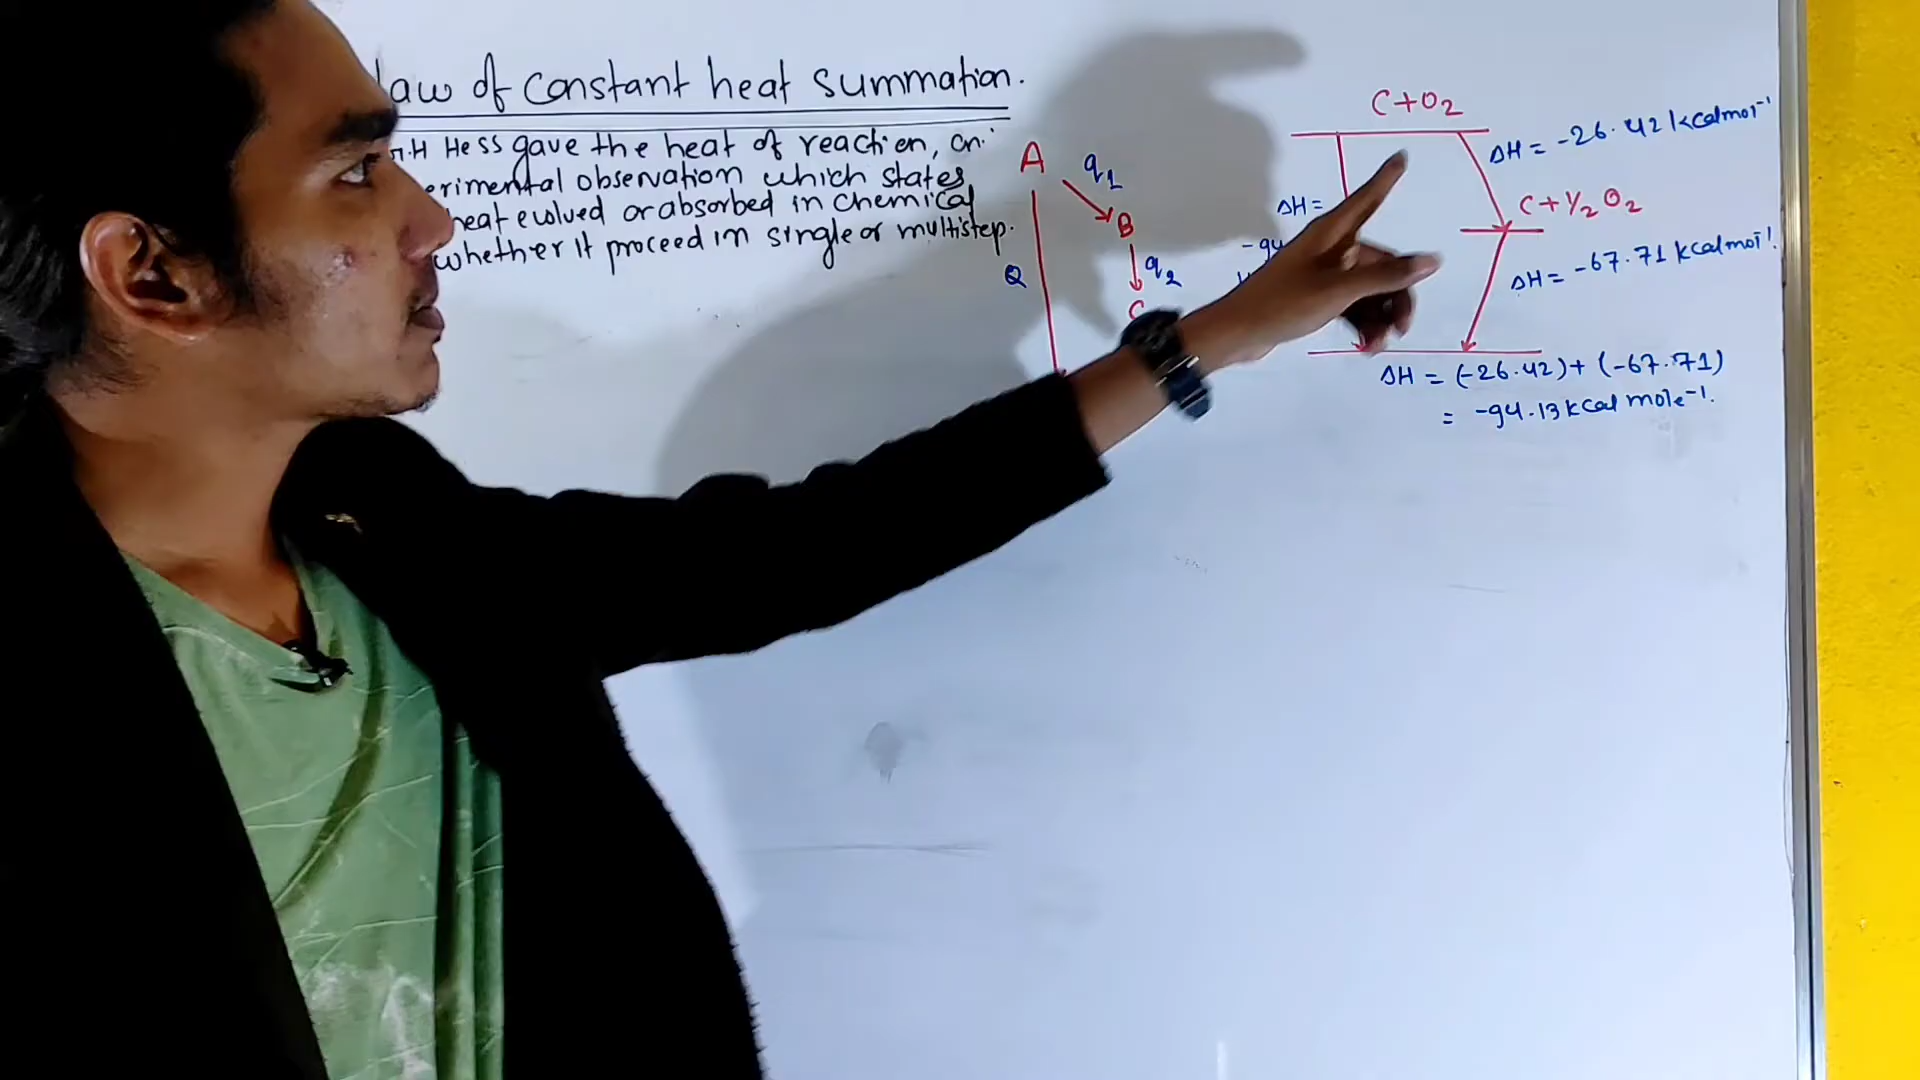 law of constant heat summation.
H Hess gave the heat of reaction, on
erimental observation which states
heat evolved or absorbed in chemical
whether it proceed in single or multistep.
A
q1
B
Q
q2
C
C+O2
ΔH = -26.42 kcalmol-1
ΔH =
C+1/2 O2
-94
ΔH = -67.71 kcalmol-1.
ΔH = (-26.42)+(-67.71)
= -94.13 kcal mole-1.